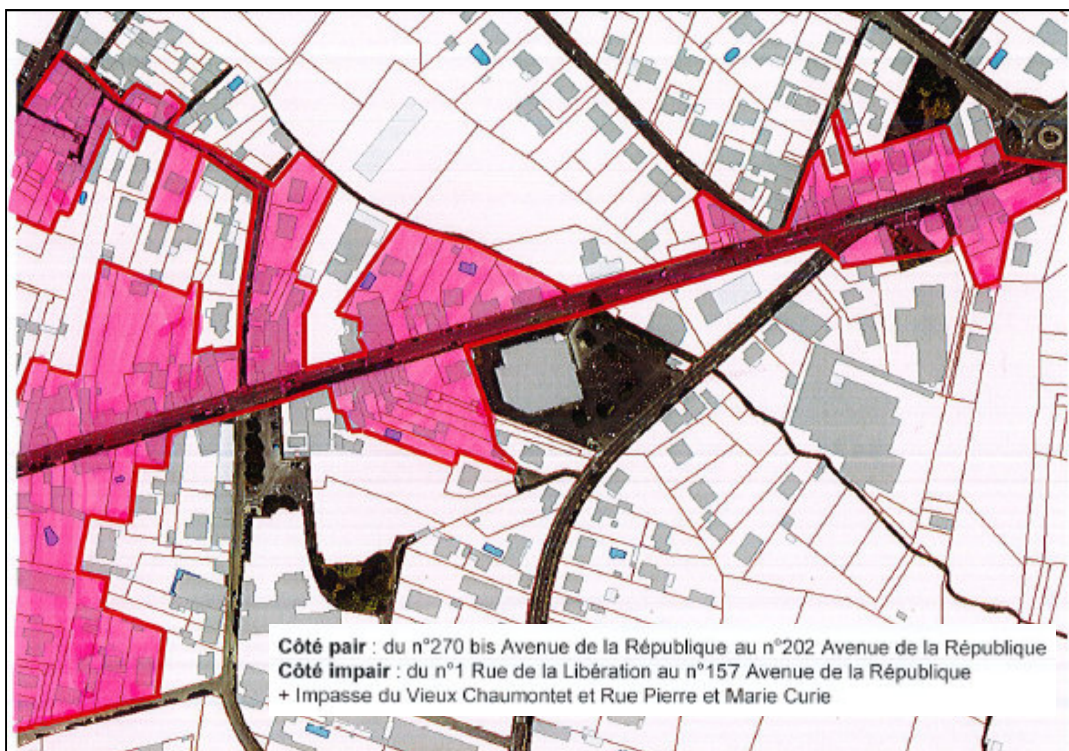 Côté pair : du n°270 bis Avenue de la République au n°202 Avenue de la République
Côté impair : du n°1 Rue de la Libération au n°157 Avenue de la République
+ Impasse du Vieux Chaumontet et Rue Pierre et Marie Curie